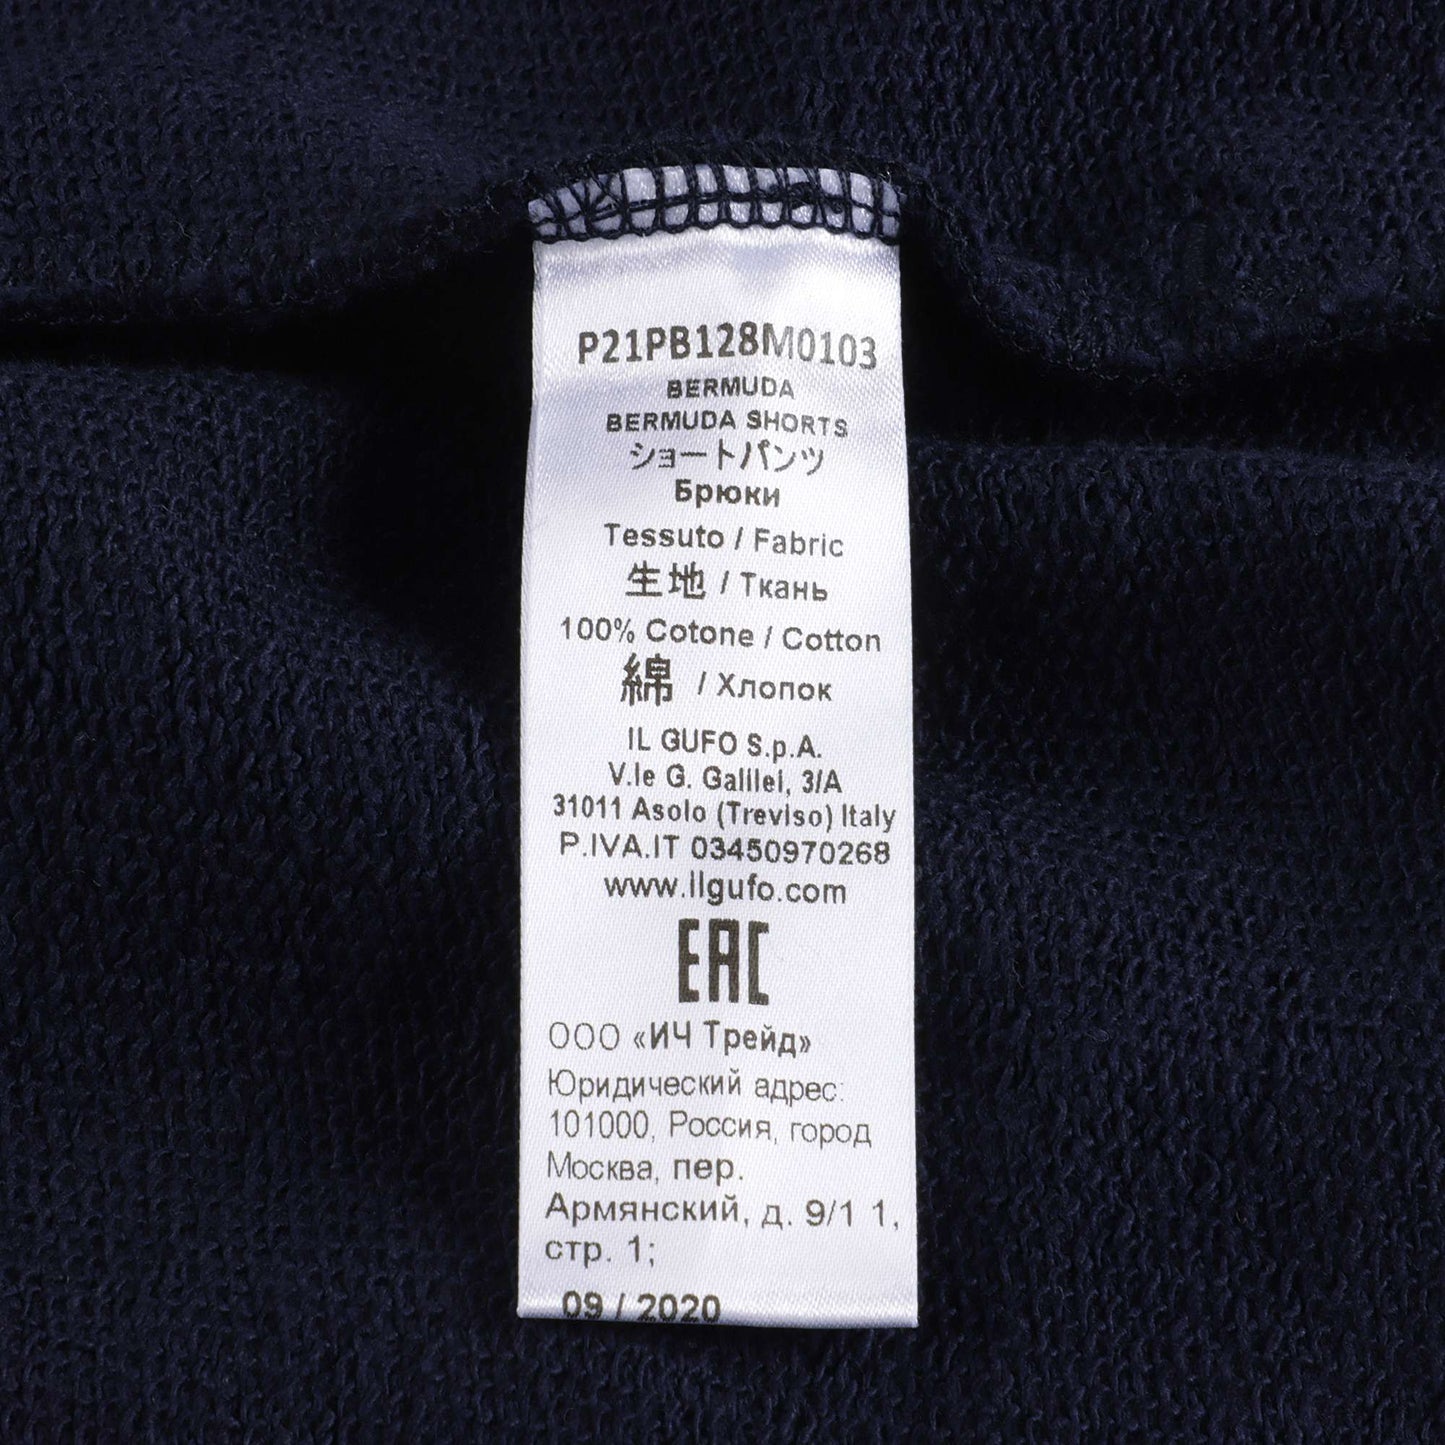 P21PB128M0103
BERMUDA
BERMUDA SHORTS
ショートパンツ
Брюки
Tessuto / Fabric
生地 / Ткань
100% Cotone / Cotton
綿 / Хлопок
IL GUFO S.p.A.
V.le G. Galilei, 3/A
31011 Asolo (Treviso) Italy
P.IVA.IT 03450970268
www.ilgufo.com
EAC
ООО «ИЧ Трейд»
Юридический адрес:
101000, Россия, город
Москва, пер.
Армянский, д. 9/1 1,
стр. 1;
09 / 2020